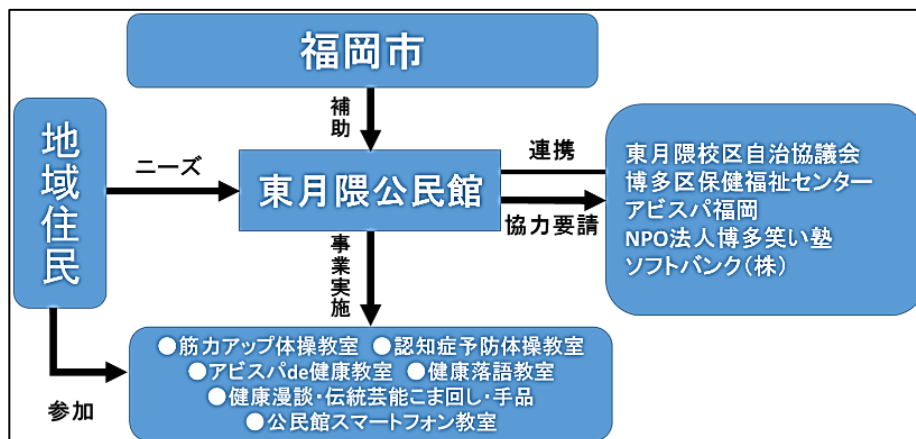 福岡市
補助
地域住民
ニーズ
東月隈公民館
連携
協力要請
東月隈校区自治協議会
博多区保健福祉センター
アビスパ福岡
NPO法人博多笑い塾
ソフトバンク(株)
事業実施
参加
●筋力アップ体操教室 ●認知症予防体操教室
●アビスパde健康教室 ●健康落語教室
●健康漫談・伝統芸能こま回し・手品
●公民館スマートフォン教室